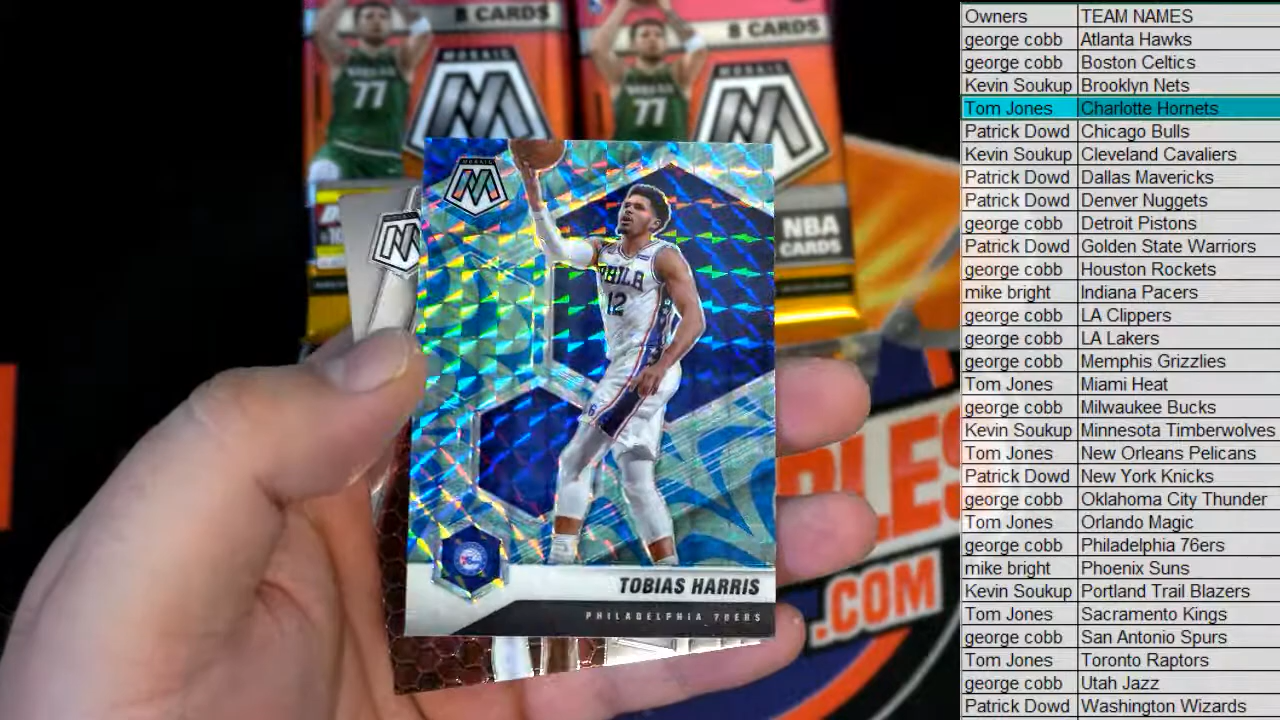 8 CARDS
8 CARDS
MOSAIC
MOSAIC
77
77
MOSAIC
NBA
CARDS
PHILA
12
TOBIAS HARRIS
PHILADELPHIA 76ERS
.COM
Owners TEAM NAMES
george cobb Atlanta Hawks
george cobb Boston Celtics
Kevin Soukup Brooklyn Nets
Tom Jones Charlotte Hornets
Patrick Dowd Chicago Bulls
Kevin Soukup Cleveland Cavaliers
Patrick Dowd Dallas Mavericks
Patrick Dowd Denver Nuggets
george cobb Detroit Pistons
Patrick Dowd Golden State Warriors
george cobb Houston Rockets
mike bright Indiana Pacers
george cobb LA Clippers
george cobb LA Lakers
george cobb Memphis Grizzlies
Tom Jones Miami Heat
george cobb Milwaukee Bucks
Kevin Soukup Minnesota Timberwolves
Tom Jones New Orleans Pelicans
Patrick Dowd New York Knicks
george cobb Oklahoma City Thunder
Tom Jones Orlando Magic
george cobb Philadelphia 76ers
mike bright Phoenix Suns
Kevin Soukup Portland Trail Blazers
Tom Jones Sacramento Kings
george cobb San Antonio Spurs
Tom Jones Toronto Raptors
george cobb Utah Jazz
Patrick Dowd Washington Wizards